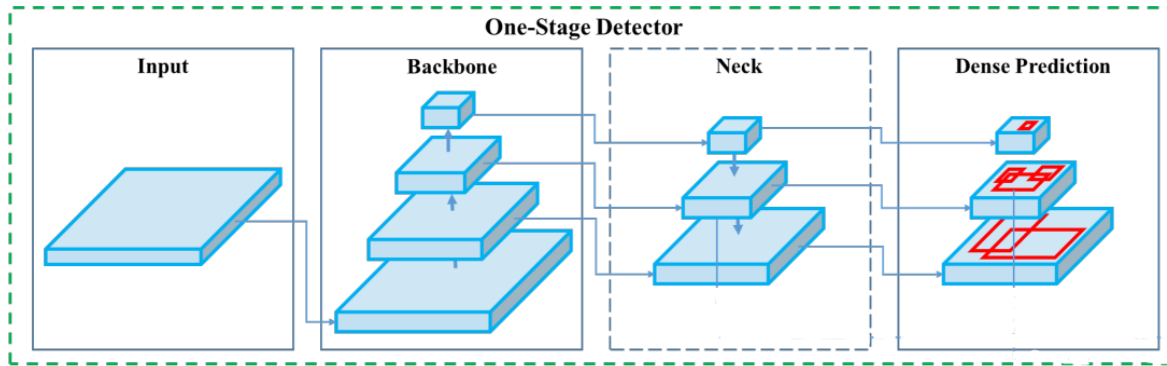 One-Stage Detector
Input
Backbone
Neck
Dense Prediction